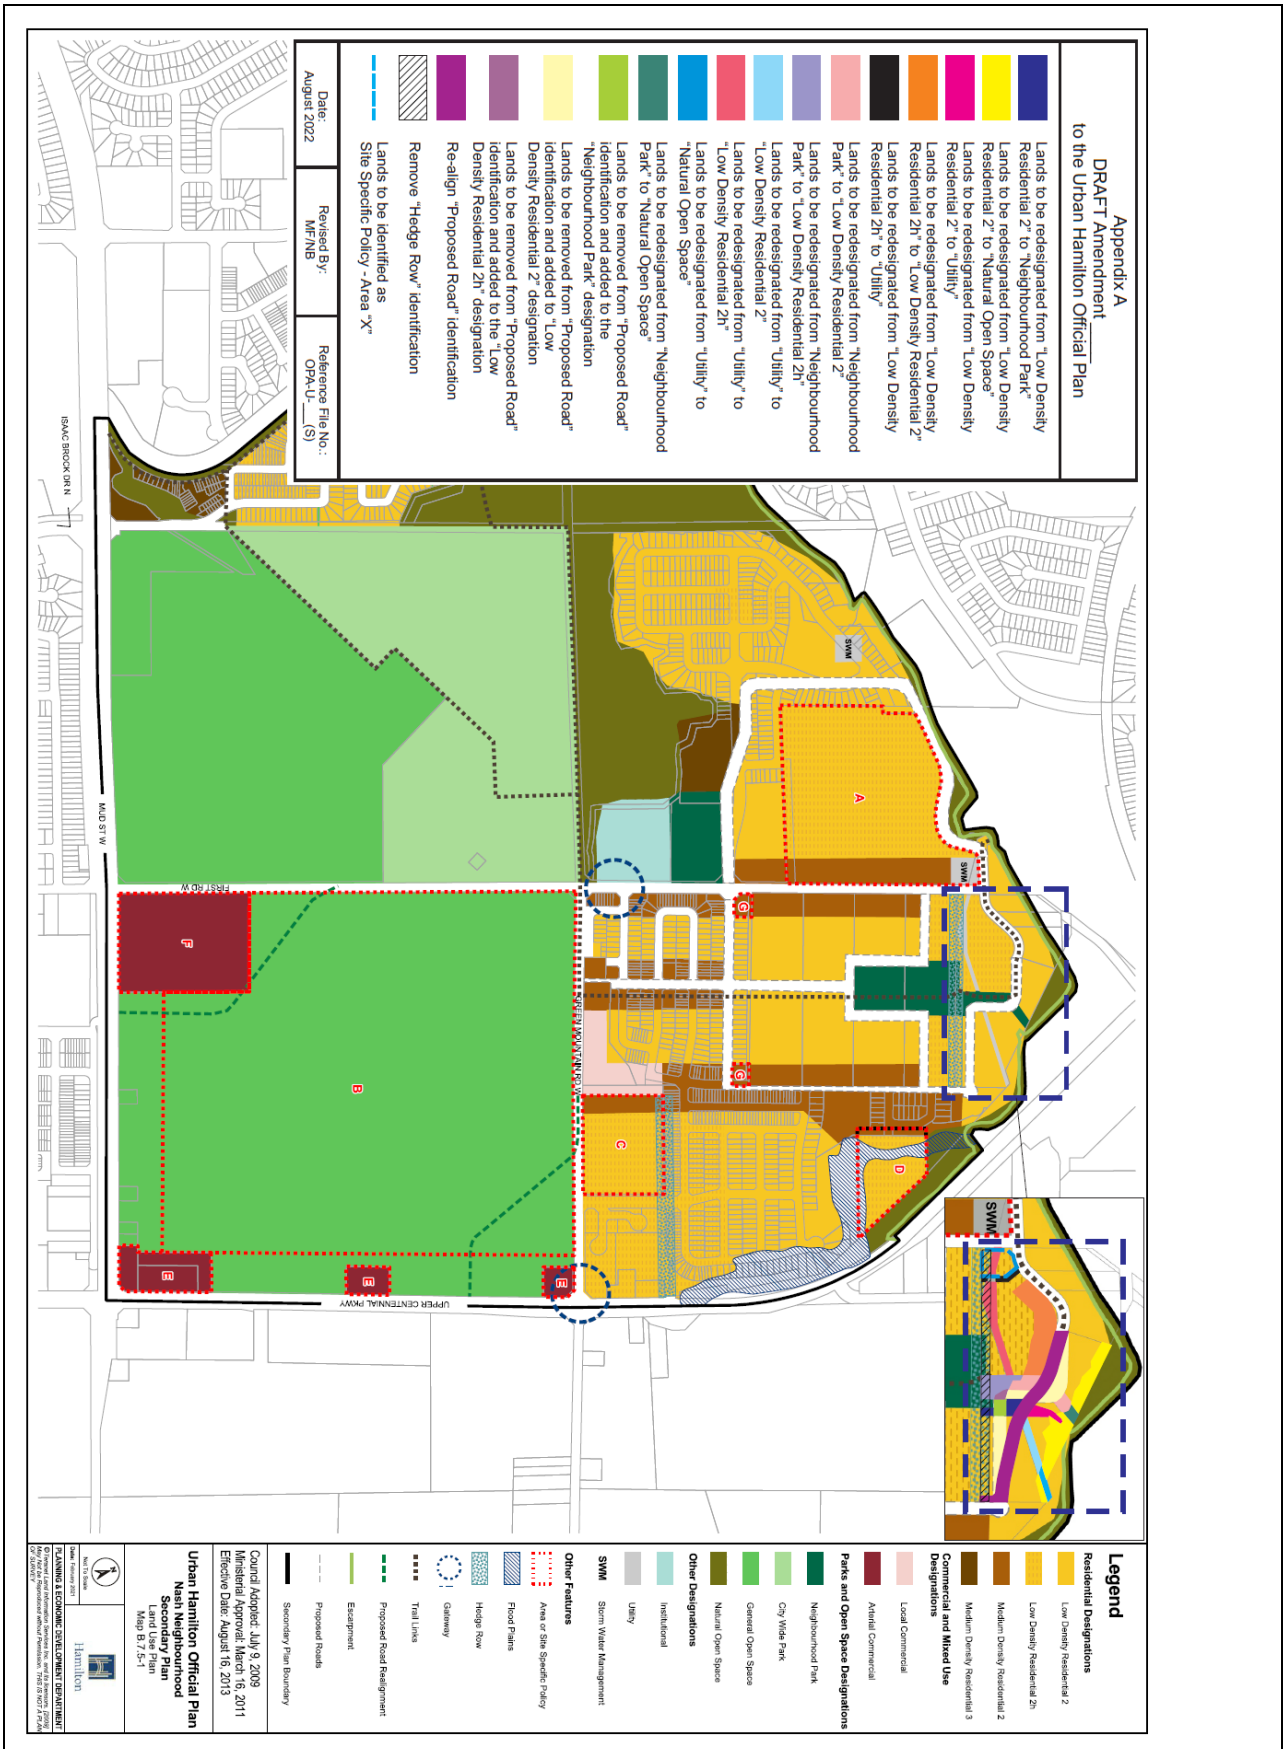 Appendix A
DRAFT Amendment
to the Urban Hamilton Official Plan
Lands to be redesignated from "Low Density
Residential 2" to "Neighbourhood Park"
Lands to be redesignated from "Low Density
Residential 2" to "Natural Open Space"
Lands to be redesignated from "Low Density
Residential 2" to "Utility"
Lands to be redesignated from "Low Density
Residential 2h" to "Low Density Residential 2"
Lands to be redesignated from "Low Density
Residential 2h" to "Utility"
Lands to be redesignated from "Neighbourhood
Park" to "Low Density Residential 2"
Lands to be redesignated from "Neighbourhood
Park" to "Low Density Residential 2h"
Lands to be redesignated from "Utility" to
"Low Density Residential 2"
Lands to be redesignated from "Utility" to
"Low Density Residential 2h"
Lands to be redesignated from "Utility" to
"Natural Open Space"
Lands to be redesignated from "Neighbourhood
Park" to "Natural Open Space"
Lands to be removed from "Proposed Road"
identification and added to the
"Neighbourhood Park" designation
Lands to be removed from "Proposed Road"
identification and added to "Low
Density Residential 2" designation
Lands to be removed from "Proposed Road"
identification and added to the "Low
Density Residential 2h" designation
Re-align "Proposed Road" identification
Remove "Hedge Row" identification
Lands to be identified as
Site Specific Policy - Area "X"
Date:
August 2022
Revised By:
MF/NB
Reference File No.:
OPA-U-___(S)
SWM
A
SWM
G
G
C
D
B
F
E
E
E
SWM
ISAAC BROCK DR N
MUD ST W
FIRST RD W
GREEN MOUNTAIN RD W
UPPER CENTENNIAL PKWY
Legend
Residential Designations
Low Density Residential 2
Low Density Residential 2h
Medium Density Residential 2
Medium Density Residential 3
Commercial and Mixed Use
Designations
Local Commercial
Arterial Commercial
Parks and Open Space Designations
Neighbourhood Park
City Wide Park
General Open Space
Natural Open Space
Other Designations
Institutional
Utility
SWM Storm Water Management
Other Features
Area or Site Specific Policy
Flood Plains
Hedge Row
Gateway
Trail Links
Proposed Road Realignment
Escarpment
Proposed Roads
Secondary Plan Boundary
Council Adopted: July 9, 2009
Ministerial Approval: March 16, 2011
Effective Date: August 16, 2013
Urban Hamilton Official Plan
Nash Neighbourhood
Secondary Plan
Land Use Plan
Map B.7.5-1
Not To Scale
Date: February 2021
Hamilton
PLANNING & ECONOMIC DEVELOPMENT DEPARTMENT